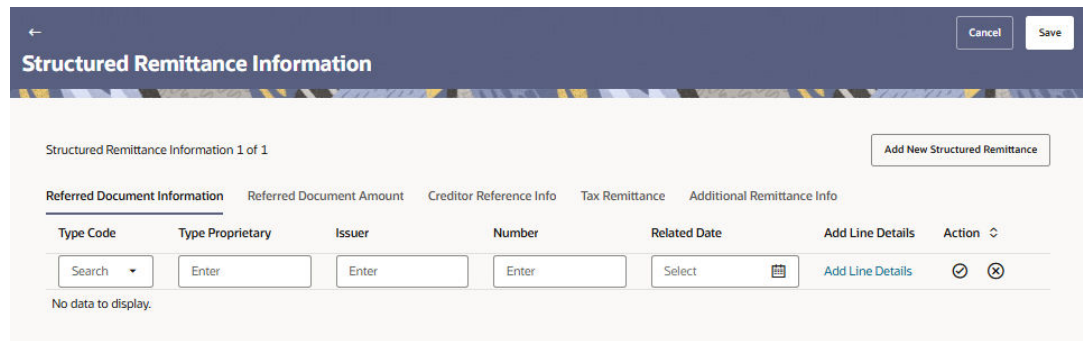 Cancel Save
Structured Remittance Information
Structured Remittance Information 1 of 1
Add New Structured Remittance
Referred Document Information Referred Document Amount Creditor Reference Info Tax Remittance Additional Remittance Info
Type Code Type Proprietary Issuer Number Related Date Add Line Details Action
Search Enter Enter Enter Select Add Line Details
No data to display.